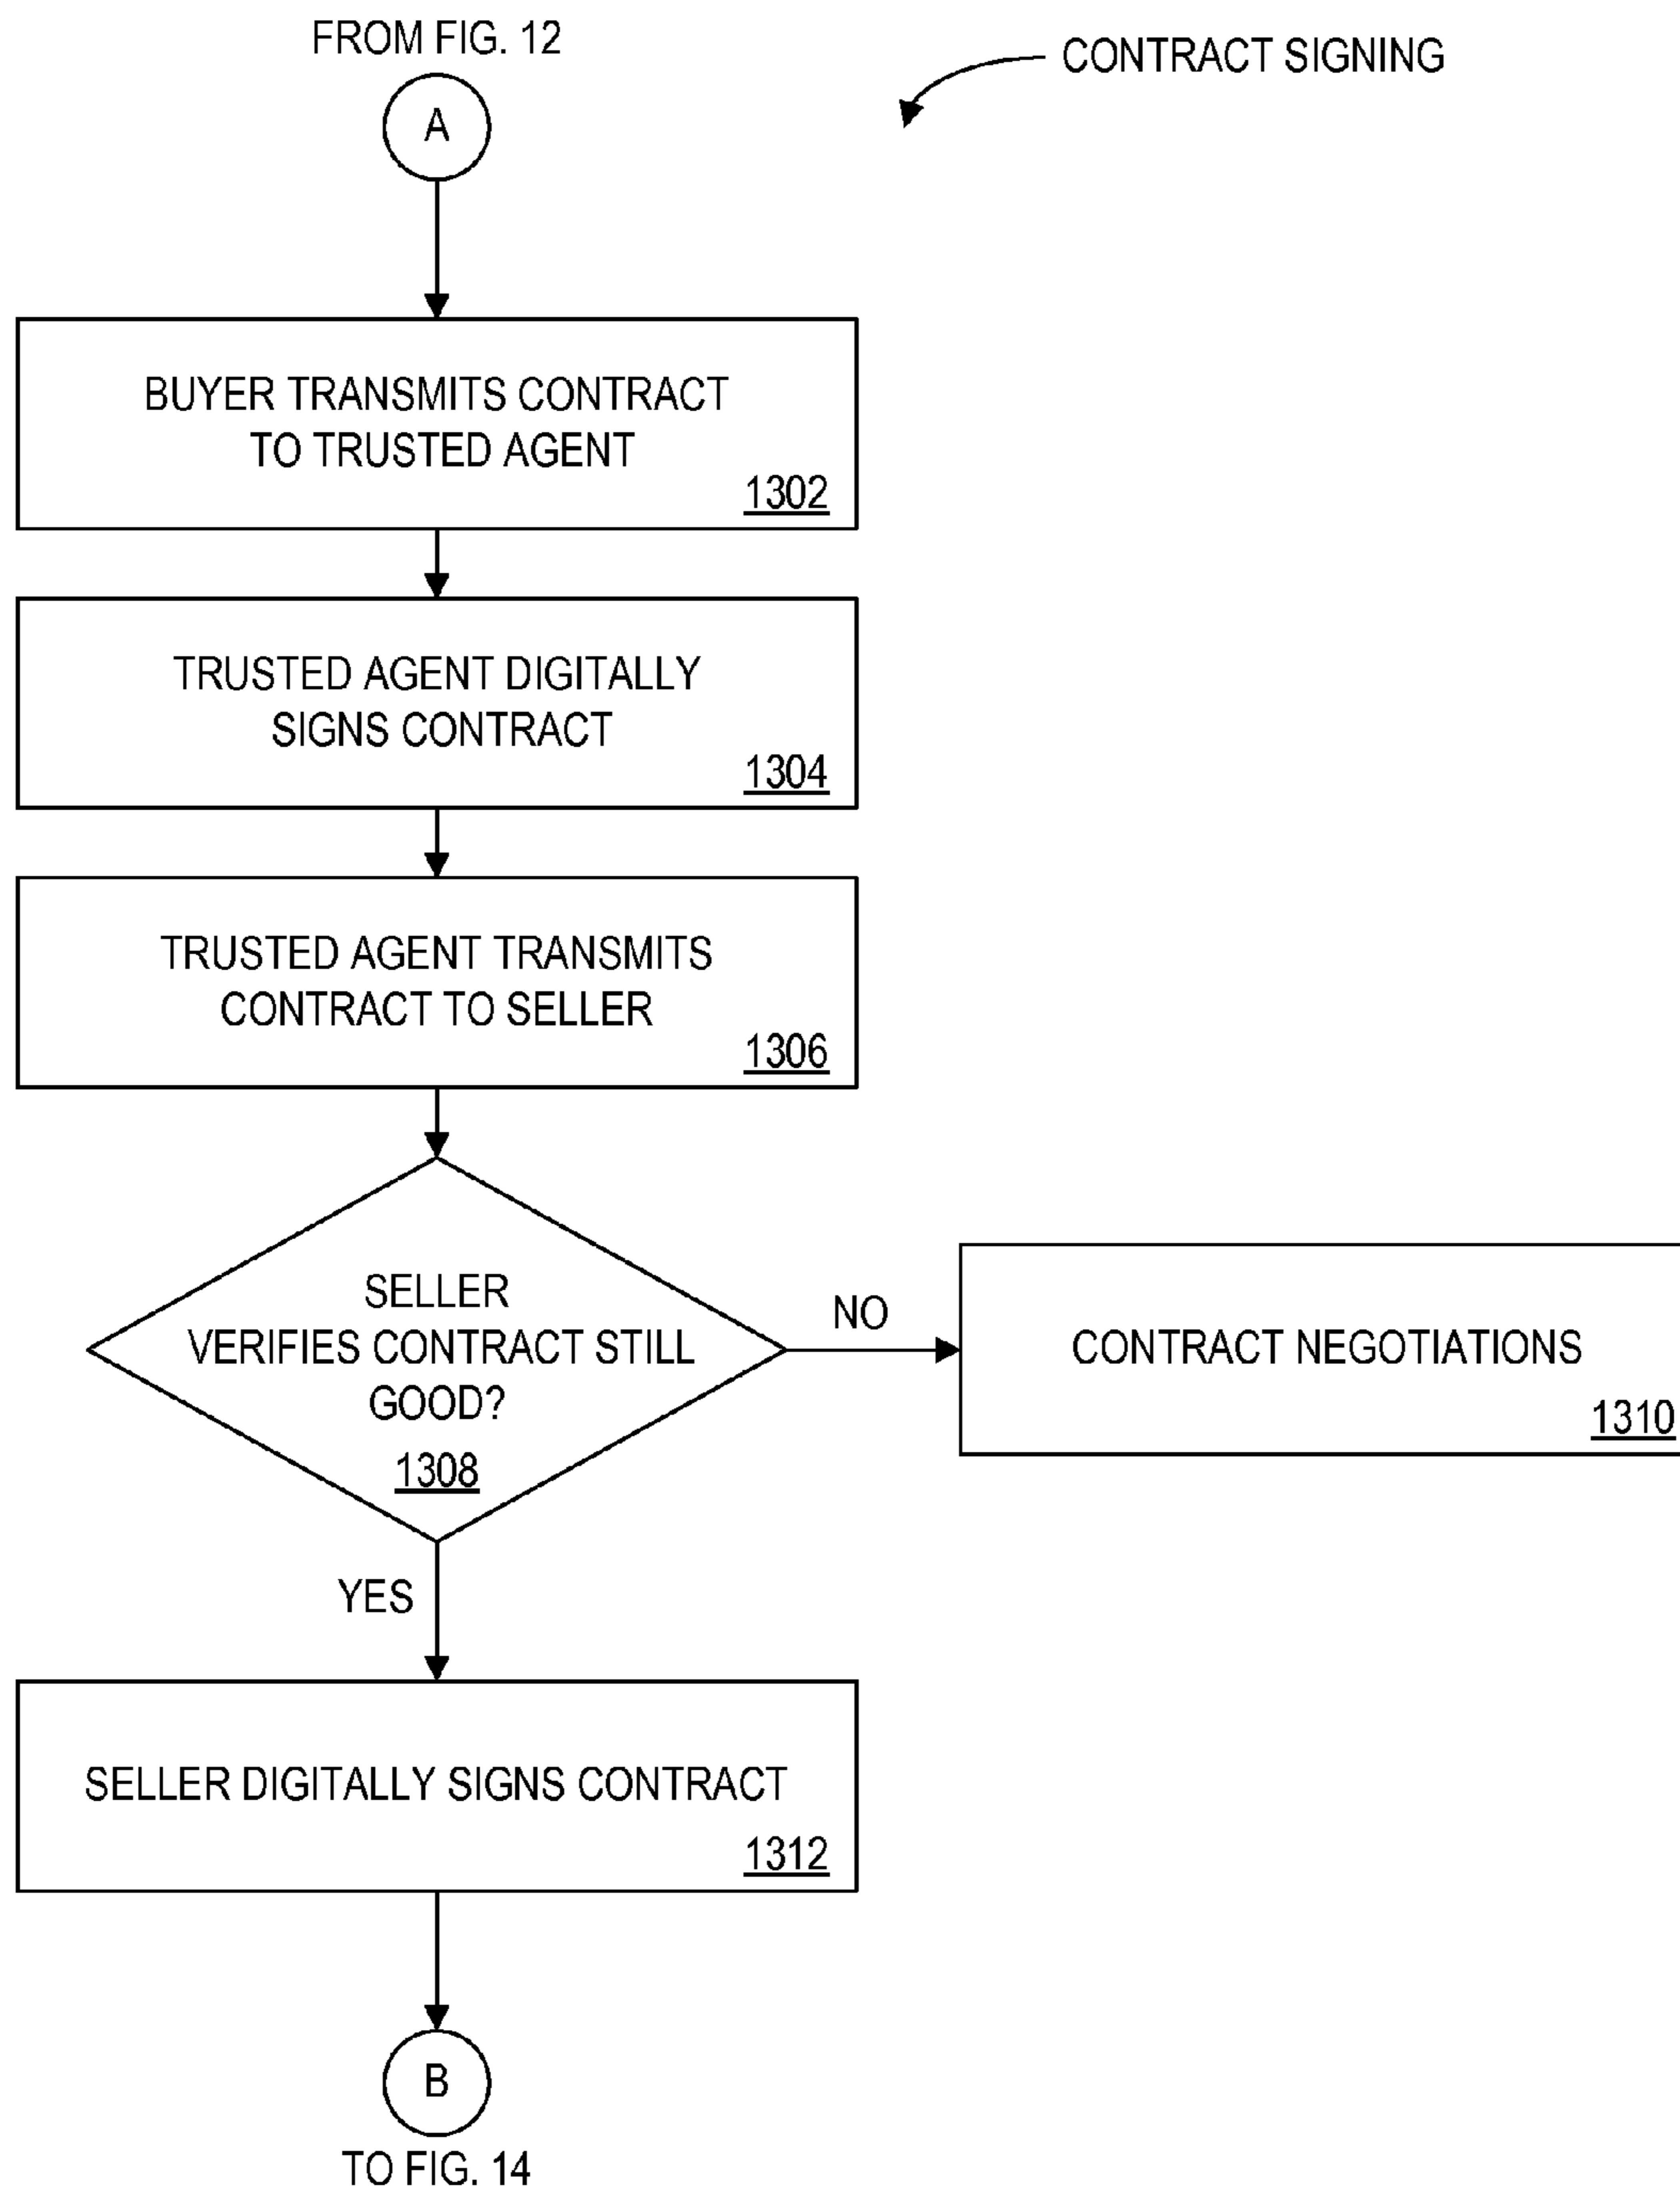 FROM FIG. 12
CONTRACT SIGNING
A
BUYER TRANSMITS CONTRACT
TO TRUSTED AGENT
1302
TRUSTED AGENT DIGITALLY
SIGNS CONTRACT
1304
TRUSTED AGENT TRANSMITS
CONTRACT TO SELLER
1306
SELLER
VERIFIES CONTRACT STILL
GOOD?
1308
NO
CONTRACT NEGOTIATIONS
1310
YES
SELLER DIGITALLY SIGNS CONTRACT
1312
B
TO FIG. 14